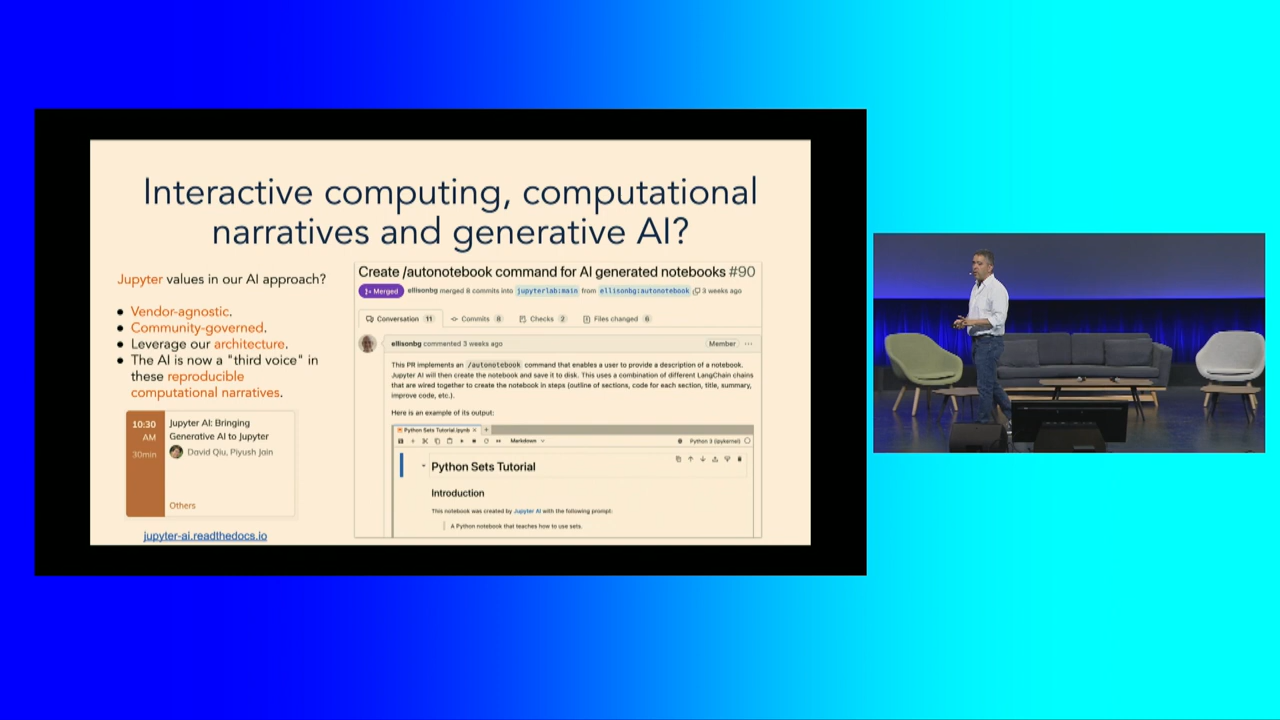 Interactive computing, computational
narratives and generative AI?
Jupyter values in our AI approach?
● Vendor-agnostic.
● Community-governed.
● Leverage our architecture.
● The AI is now a "third voice" in
these reproducible
computational narratives.
10:30
AM
30min
Jupyter AI: Bringing
Generative AI to Jupyter
David Qiu, Piyush Jain
Others
jupyter-ai.readthedocs.io
Create /autonotebook command for AI generated notebooks #90
Merged ellisonbg merged 8 commits into jupyterlab:main from ellisonbg:autonotebook 3 weeks ago
Conversation 11 Commits 8 Checks 2 Files changed 6
ellisonbg commented 3 weeks ago Member ...
This PR implements an /autonotebook command that enables a user to provide a description of a notebook.
Jupyter AI will then create the notebook and save it to disk. This uses a combination of different LangChain chains
that are wired together to create the notebook in steps (outline of sections, code for each section, title, summary,
improve code, etc.).
Here is an example of its output:
Python Sets Tutorial.ipynb
Markdown Python 3 (ipykernel)
Python Sets Tutorial
Introduction
This notebook was created by Jupyter AI with the following prompt:
A Python notebook that teaches how to use sets.